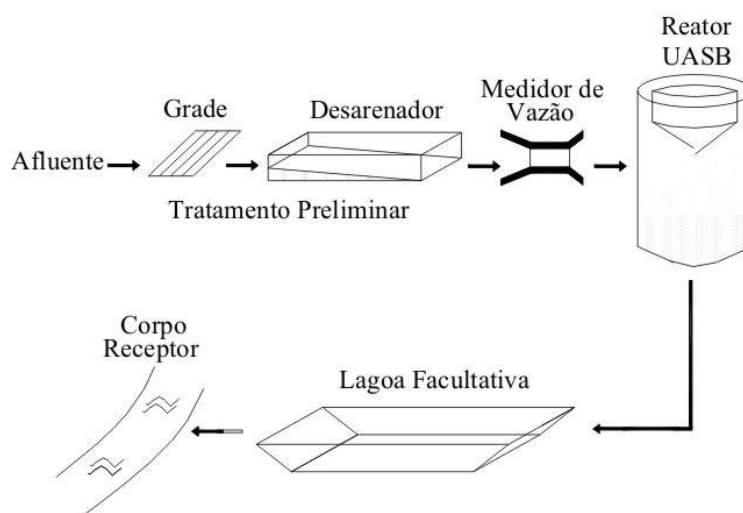 Reator
UASB
Medidor de
Vazão
Grade
Desarenador
Afluente
Tratamento Preliminar
Corpo
Receptor
Lagoa Facultativa